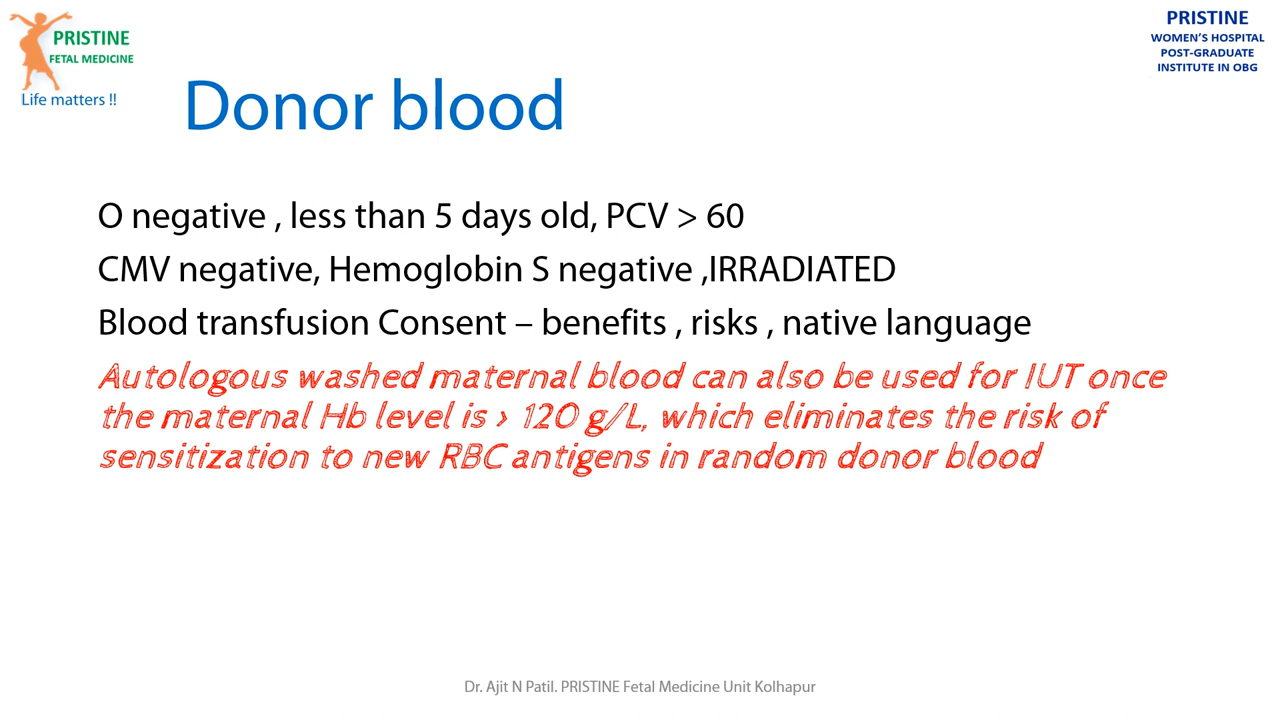 PRISTINE
FETAL MEDICINE
Life matters !!
PRISTINE
WOMEN'S HOSPITAL
POST-GRADUATE
INSTITUTE IN OBG
Donor blood
O negative , less than 5 days old, PCV > 60
CMV negative, Hemoglobin S negative ,IRRADIATED
Blood transfusion Consent – benefits , risks , native language
Autologous washed maternal blood can also be used for IUT once
the maternal Hb level is > 120 g/L, which eliminates the risk of
sensitization to new RBC antigens in random donor blood
Dr. Ajit N Patil. PRISTINE Fetal Medicine Unit Kolhapur